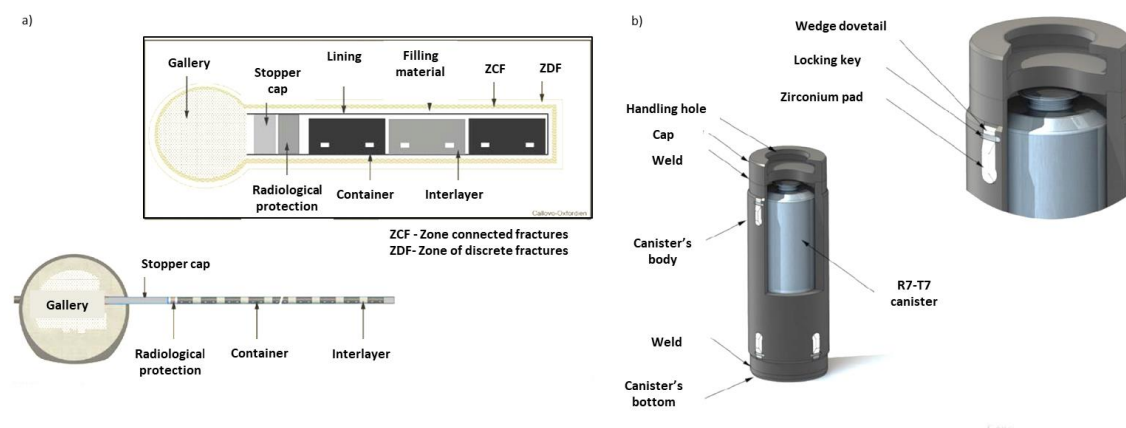 a)
Gallery
Stopper
cap
Lining
Filling
material
ZCF
ZDF
Radiological
protection
Container
Interlayer
Callovo-Oxfordien
ZCF - Zone connected fractures
ZDF- Zone of discrete fractures
Stopper cap
Gallery
Radiological
protection
Container
Interlayer
b)
Wedge dovetail
Locking key
Zirconium pad
Handling hole
Cap
Weld
Canister's
body
R7-T7
canister
Weld
Canister's
bottom